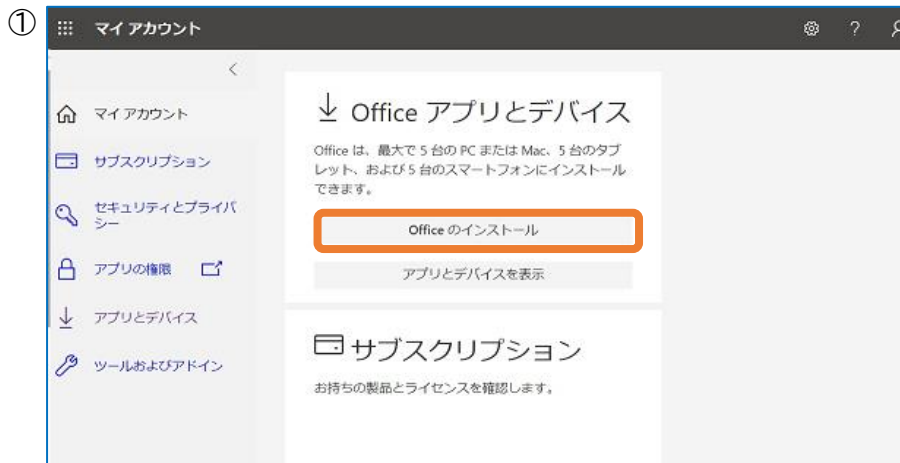 ①
マイ アカウント
?
マイ アカウント
サブスクリプション
セキュリティとプライバ
シー
アプリの権限
アプリとデバイス
ツールおよびアドイン
Office アプリとデバイス
Office は、最大で 5 台の PC または Mac、5 台のタブ
レット、および 5 台のスマートフォンにインストール
できます。
Office のインストール
アプリとデバイスを表示
サブスクリプション
お持ちの製品とライセンスを確認します。